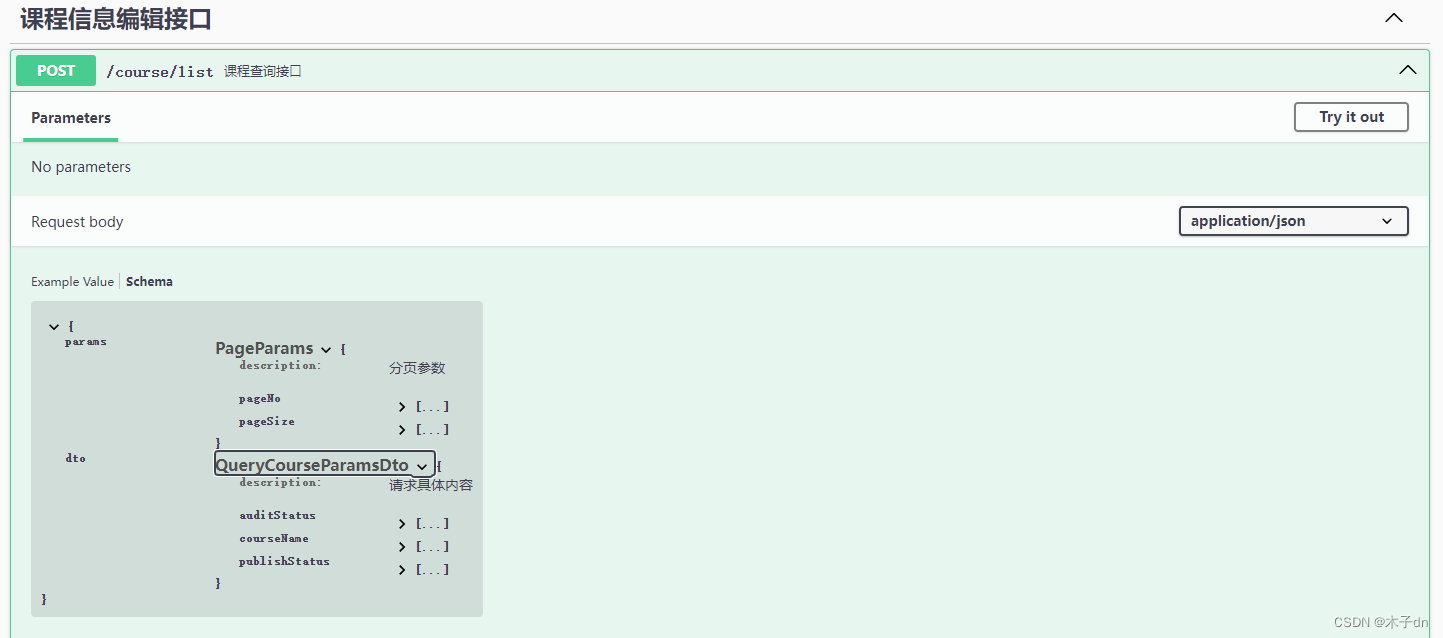 课程信息编辑接口
POST /course/list 课程查询接口
Parameters Try it out
No parameters
Request body application/json
Example Value Schema
{
params
PageParams {
description: 分页参数
pageNo [...]
pageSize [...]
}
dto
QueryCourseParamsDto {
description: 请求具体内容
auditStatus [...]
courseName [...]
publishStatus [...]
}
}
CSDN @木子dn